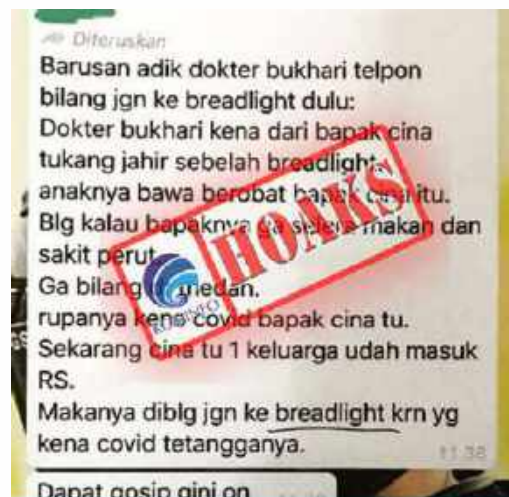 Diteruskan
Barusan adik dokter bukhari telpon
bilang jgn ke breadlight dulu:
Dokter bukhari kena dari bapak cina
tukang jahir sebelah breadlight,
anaknya bawa berobat bapak cina itu.
Blg kalau bapaknya ga selera makan dan
sakit perut
Ga bilang medan.
rupanya kena covid bapak cina tu.
Sekarang cina tu 1 keluarga udah masuk
RS.
Makanya diblg jgn ke breadlight krn yg
kena covid tetangganya.
11.38
Dapat gosip gini on
HOAKS
KOMINFO